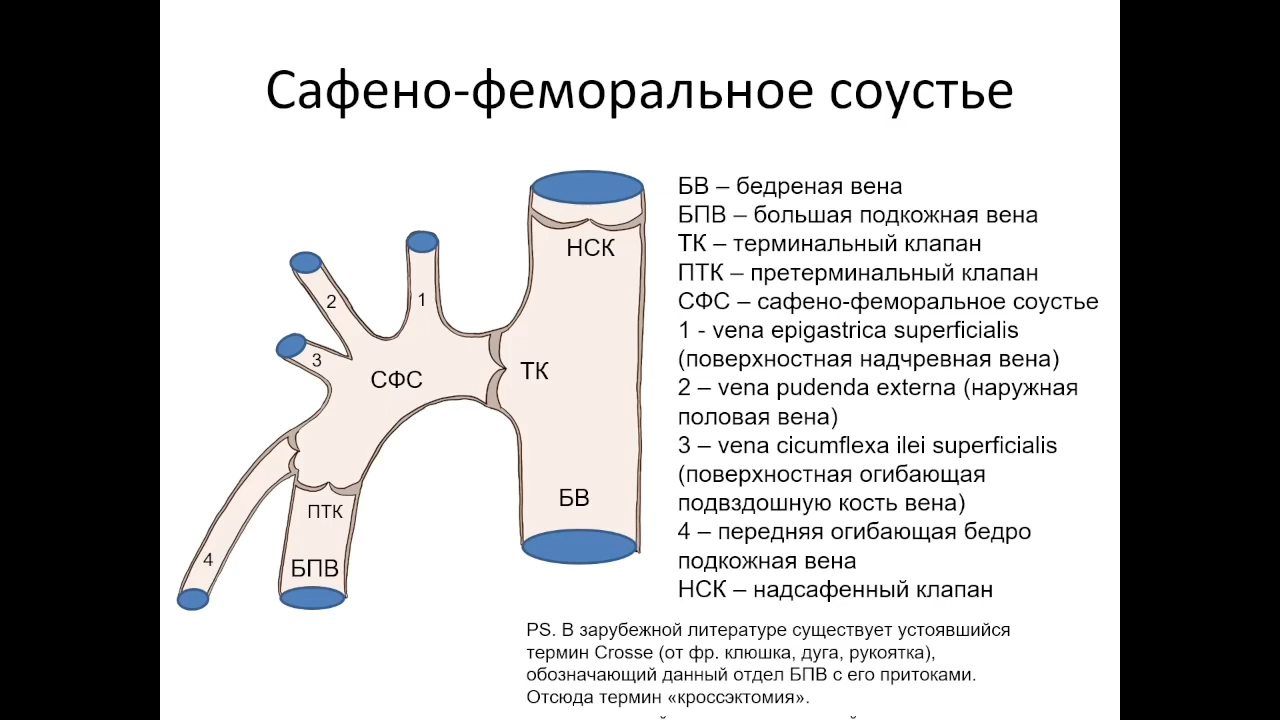 Сафено-феморальное соустье
НСК
1
2
3
СФС
ТК
БВ
ПТК
БПВ
4
БВ – бедреная вена
БПВ – большая подкожная вена
ТК – терминальный клапан
ПТК – претерминальный клапан
СФС – сафено-феморальное соустье
1 - vena epigastrica superficialis
(поверхностная надчревная вена)
2 – vena pudenda externa (наружная
половая вена)
3 – vena cicumflexa ilei superficialis
(поверхностная огибающая
подвздошную кость вена)
4 – передняя огибающая бедро
подкожная вена
НСК – надсафенный клапан
PS. В зарубежной литературе существует устоявшийся
термин Crosse (от фр. клюшка, дуга, рукоятка),
обозначающий данный отдел БПВ с его притоками.
Отсюда термин «кроссэктомия».